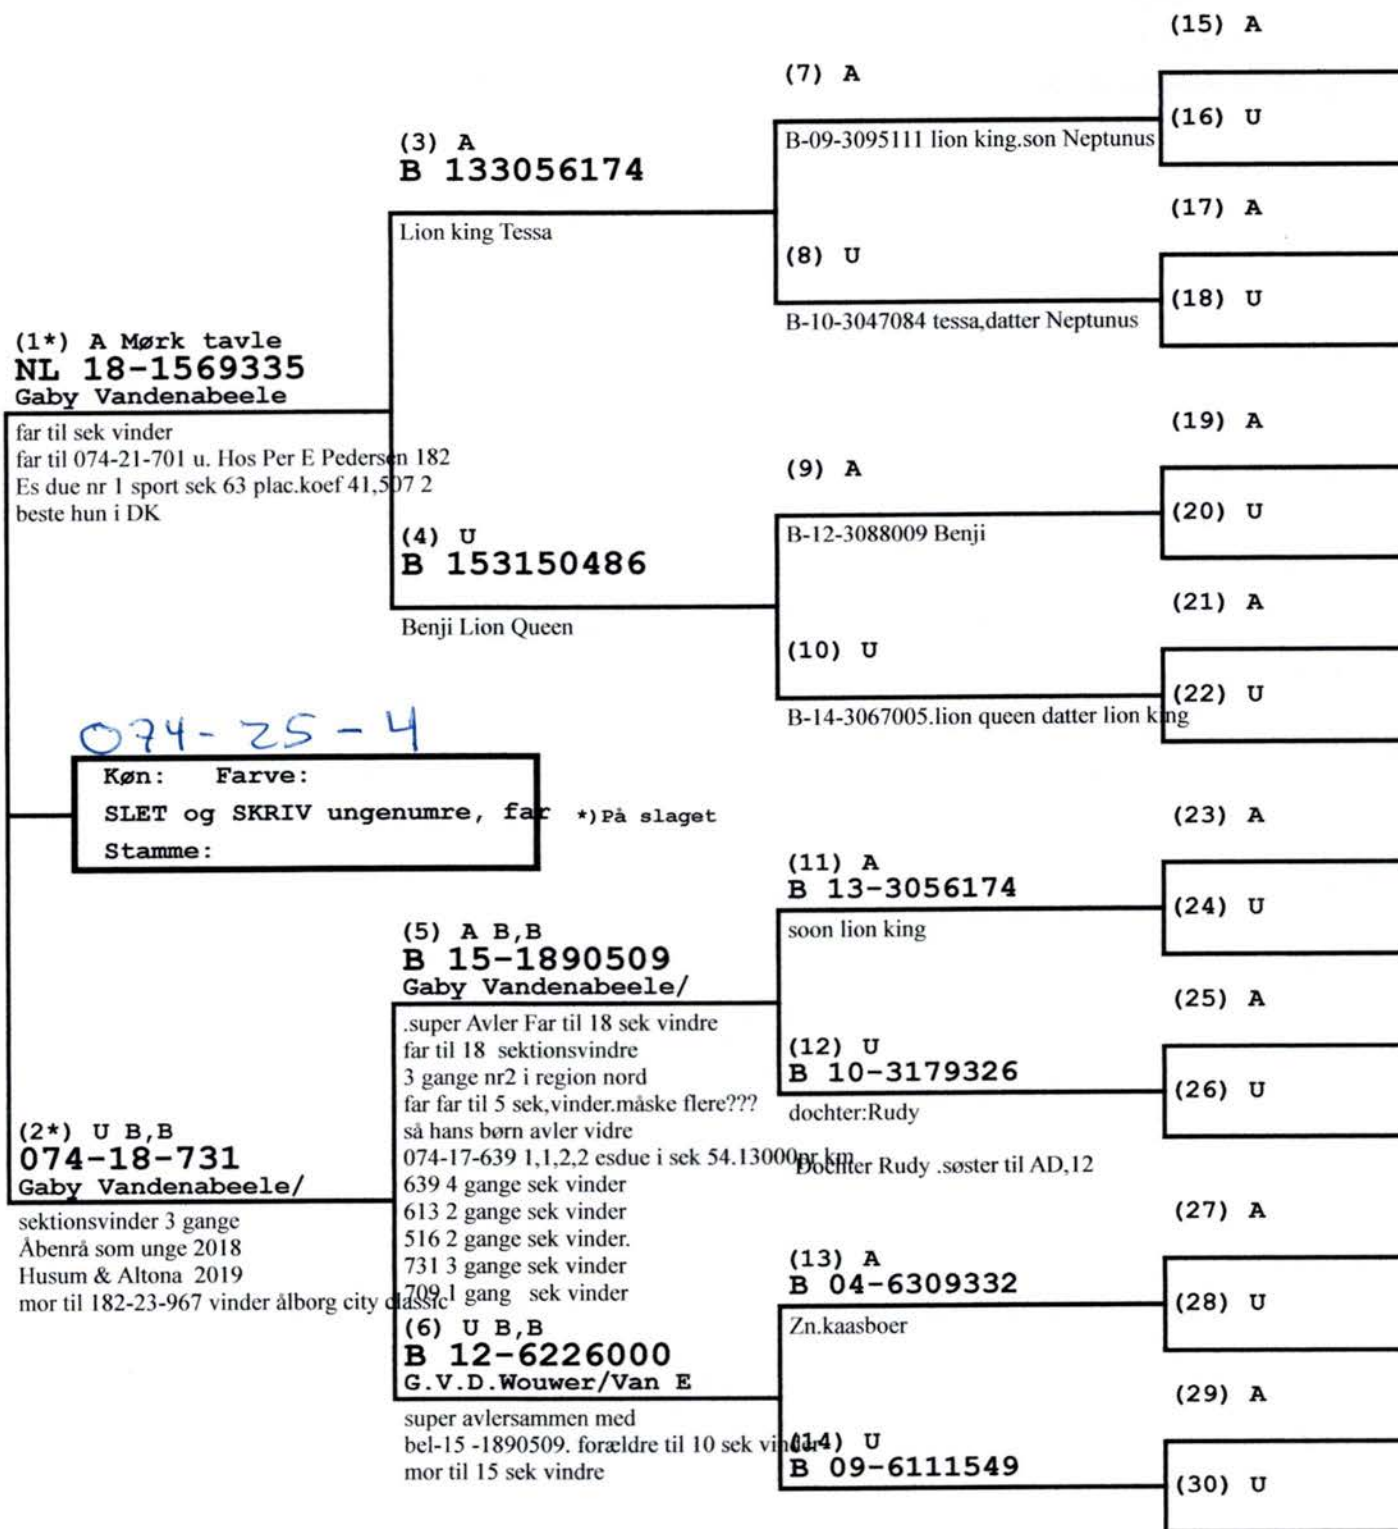 (15) A
(7) A
(16) U
B-09-3095111 lion king.son Neptunus
(3) A
B 133056174
(17) A
Lion king Tessa
(8) U
(18) U
B-10-3047084 tessa,datter Neptunus
(1*) A Mørk tavle
NL 18-1569335
Gaby Vandenabeele
far til sek vinder
far til 074-21-701 u. Hos Per E Pedersen 182
Es due nr 1 sport sek 63 plac.koef 41,507 2
beste hun i DK
(19) A
(9) A
(20) U
B-12-3088009 Benji
(4) U
B 153150486
(21) A
Benji Lion Queen
(10) U
(22) U
B-14-3067005.lion queen datter lion king
074-25-4
Køn: Farve:
SLET og SKRIV ungenumre, far *)På slaget
Stamme:
(23) A
(11) A
B 13-3056174
(24) U
soon lion king
(5) A B,B
B 15-1890509
Gaby Vandenabeele/
.super Avler Far til 18 sek vindre
far til 18 sektionsvindre
3 gange nr2 i region nord
far far til 5 sek,vinder.måske flere???
så hans børn avler vidre
074-17-639 1,1,2,2 esdue i sek 54.13000pr km
639 4 gange sek vinder
613 2 gange sek vinder
516 2 gange sek vinder.
731 3 gange sek vinder
709 1 gang sek vinder
(25) A
(12) U
B 10-3179326
(26) U
dochter:Rudy
Dochter Rudy .søster til AD,12
(2*) U B,B
074-18-731
Gaby Vandenabeele/
sektionsvinder 3 gange
Åbenrå som unge 2018
Husum & Altona 2019
mor til 182-23-967 vinder ålborg city classic
(27) A
(13) A
B 04-6309332
(28) U
Zn.kaasboer
(6) U B,B
B 12-6226000
G.V.D.Wouwer/Van E
super avlersammen med
bel-15 -1890509. forældre til 10 sek vinder
mor til 15 sek vindre
(29) A
(14) U
B 09-6111549
(30) U